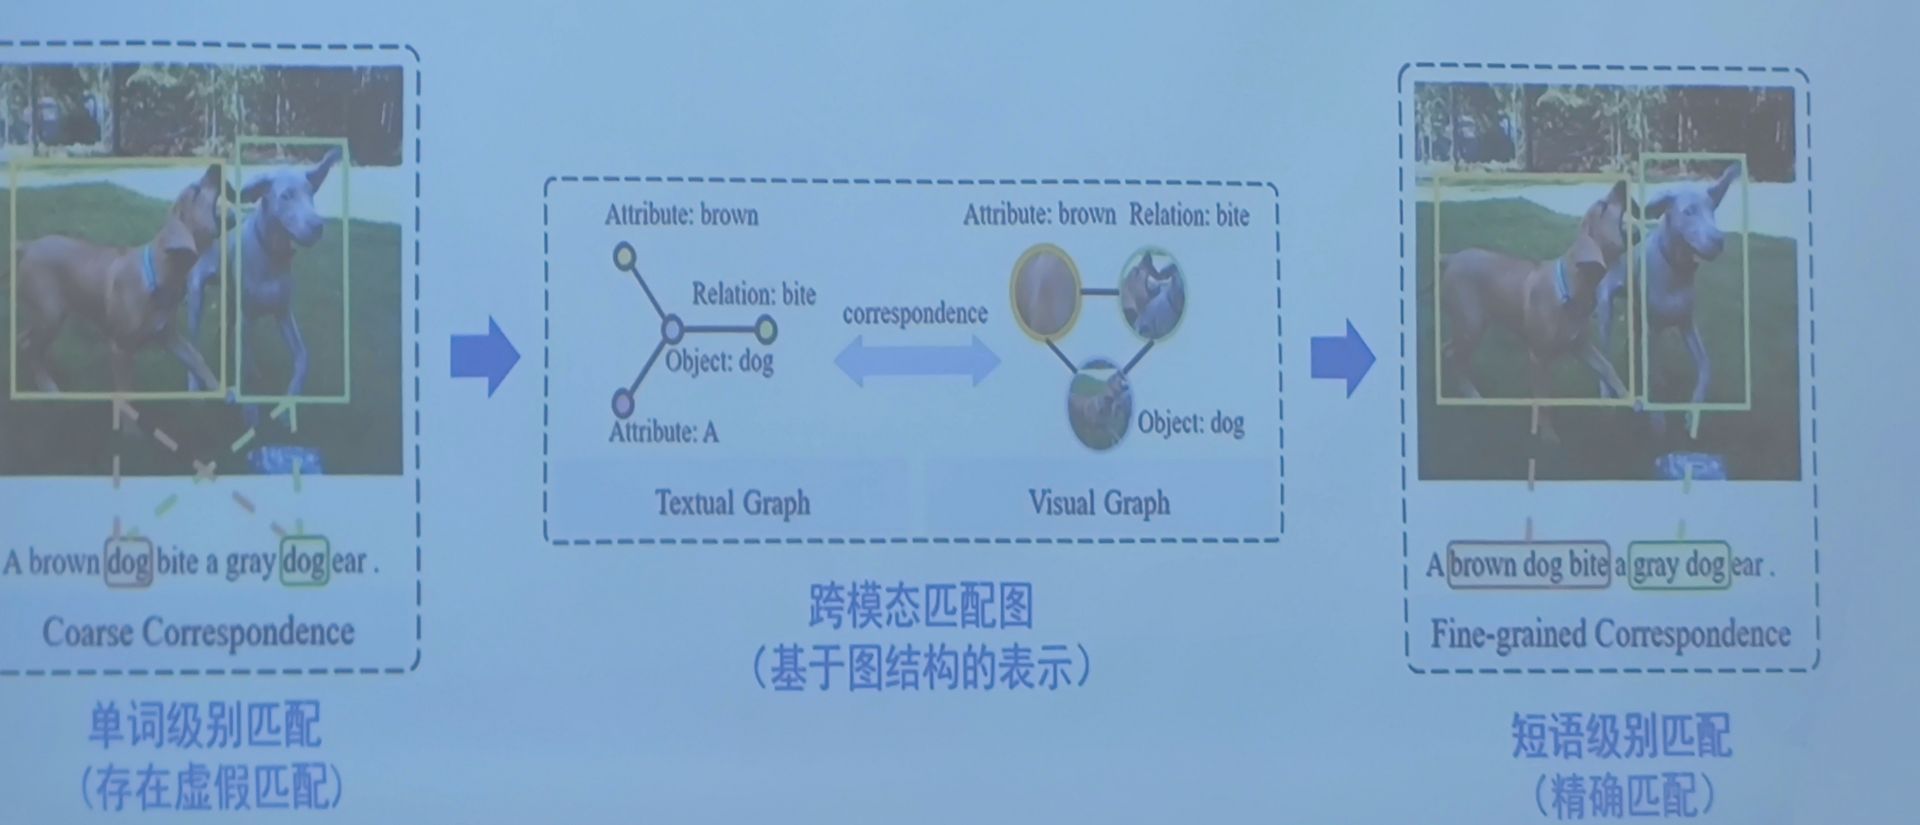 A brown dog bite a gray dog ear .
Coarse Correspondence
单词级别匹配
(存在虚假匹配)
Attribute: brown
Relation: bite
Object: dog
Attribute: A
Textual Graph
correspondence
Attribute: brown Relation: bite
Object: dog
Visual Graph
跨模态匹配图
(基于图结构的表示)
A brown dog bite a gray dog ear .
Fine-grained Correspondence
短语级别匹配
(精确匹配)